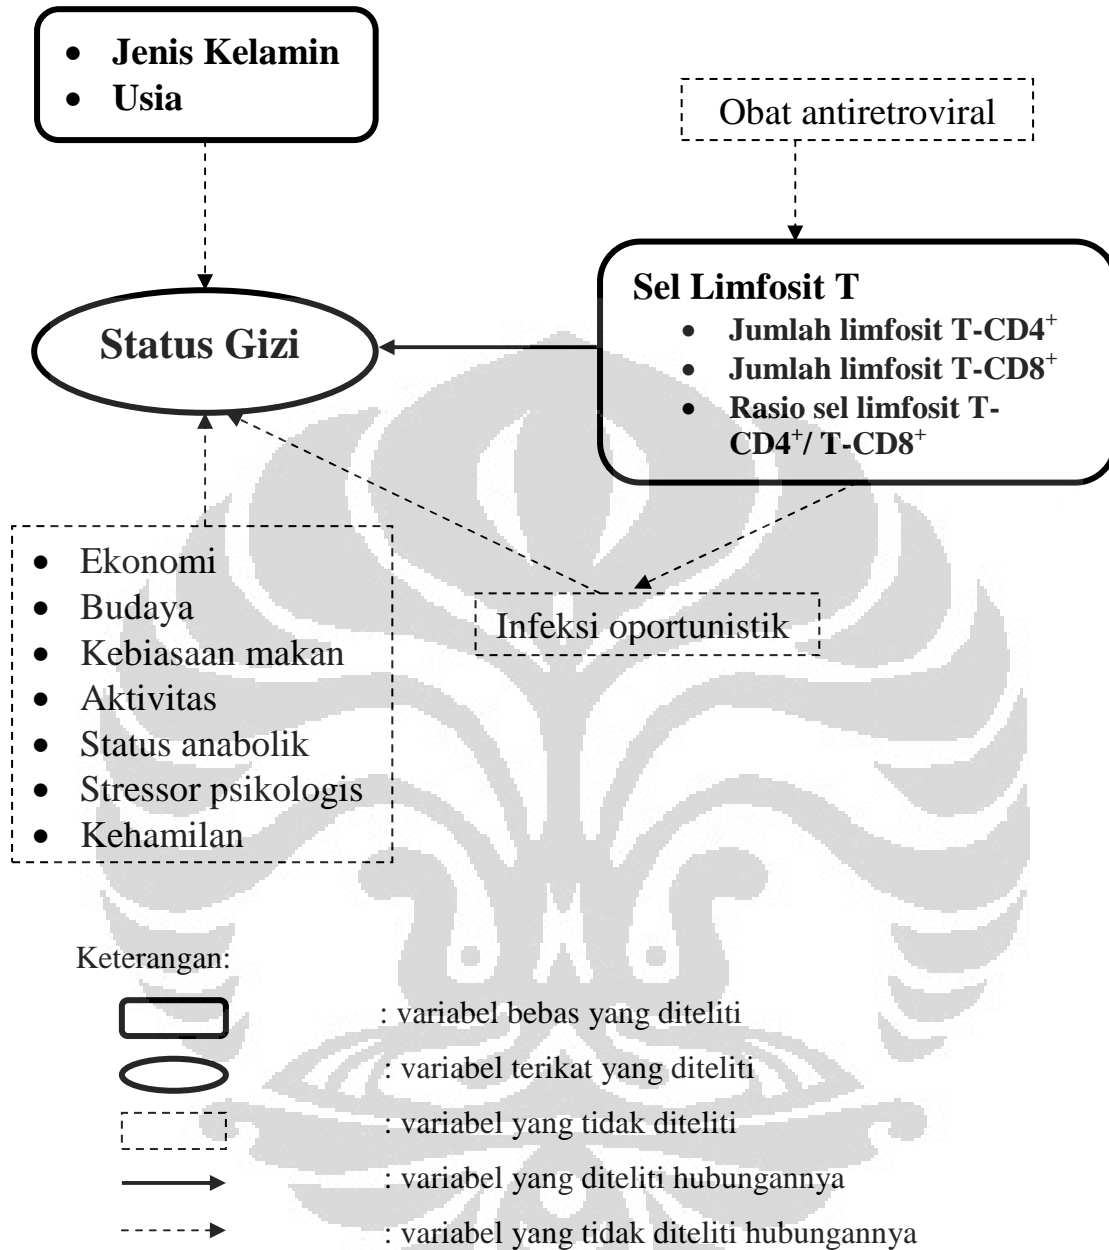 • Jenis Kelamin
• Usia
Obat antiretroviral
Status Gizi
Sel Limfosit T
• Jumlah limfosit T-CD4⁺
• Jumlah limfosit T-CD8⁺
• Rasio sel limfosit T-
CD4⁺/ T-CD8⁺
• Ekonomi
• Budaya
• Kebiasaan makan
• Aktivitas
• Status anabolik
• Stressor psikologis
• Kehamilan
Infeksi oportunistik
Keterangan:
: variabel bebas yang diteliti
: variabel terikat yang diteliti
: variabel yang tidak diteliti
: variabel yang diteliti hubungannya
: variabel yang tidak diteliti hubungannya